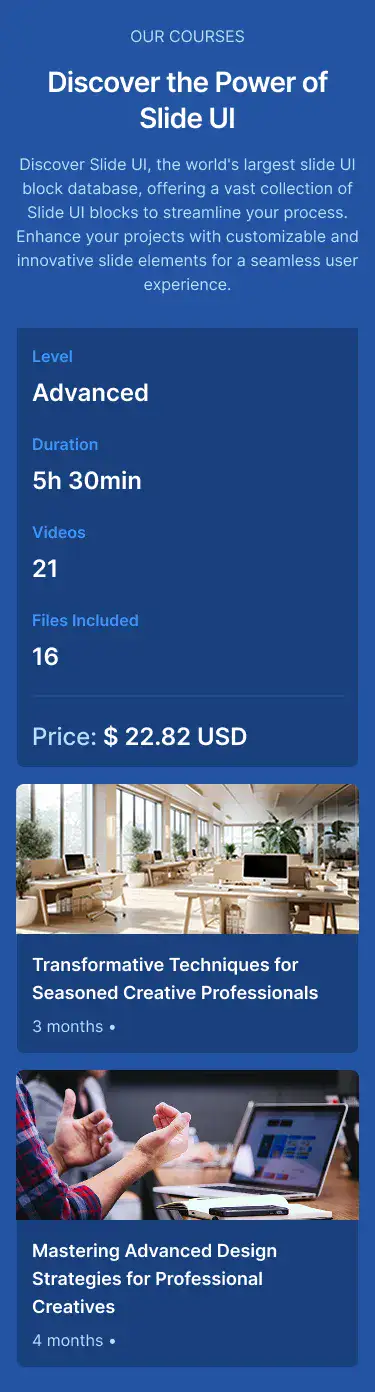 OUR COURSES
Discover the Power of
Slide UI
Discover Slide UI, the world's largest slide UI
block database, offering a vast collection of
Slide UI blocks to streamline your process.
Enhance your projects with customizable and
innovative slide elements for a seamless user
experience.
Level
Advanced
Duration
5h 30min
Videos
21
Files Included
16
Price: $ 22.82 USD
Transformative Techniques for
Seasoned Creative Professionals
3 months •
Mastering Advanced Design
Strategies for Professional
Creatives
4 months •